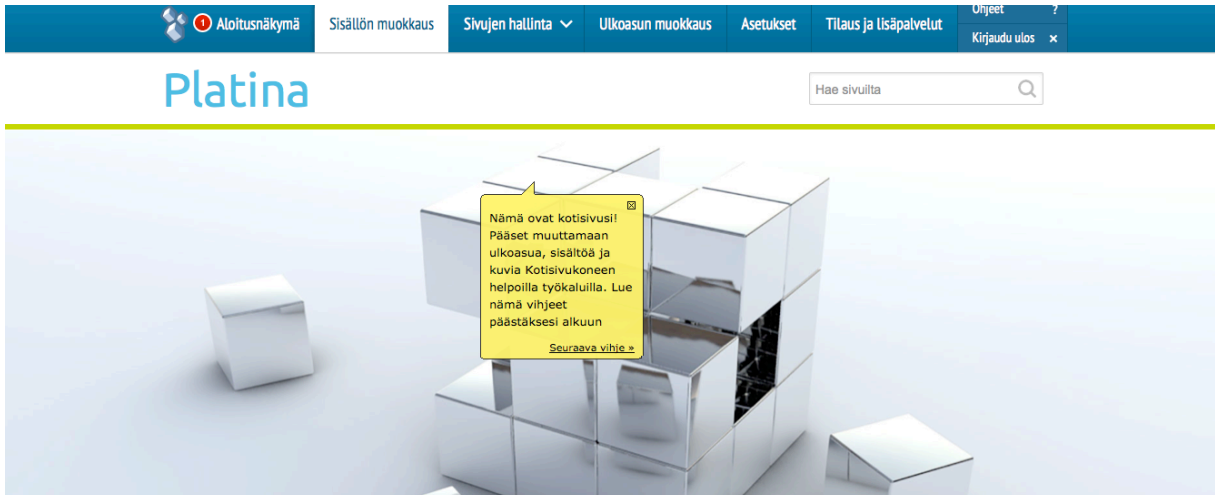 1 Aloitusnäkymä Sisällön muokkaus Sivujen hallinta Ulkoasun muokkaus Asetukset Tilaus ja lisäpalvelut
Ohjeet ?
Kirjaudu ulos ×
Platina
Hae sivuilta
Nämä ovat kotisivusi!
Pääset muuttamaan
ulkoasua, sisältöä ja
kuvia Kotisivukoneen
helpoilla työkaluilla. Lue
nämä vihjeet
päästäksesi alkuun
Seuraava vihje »